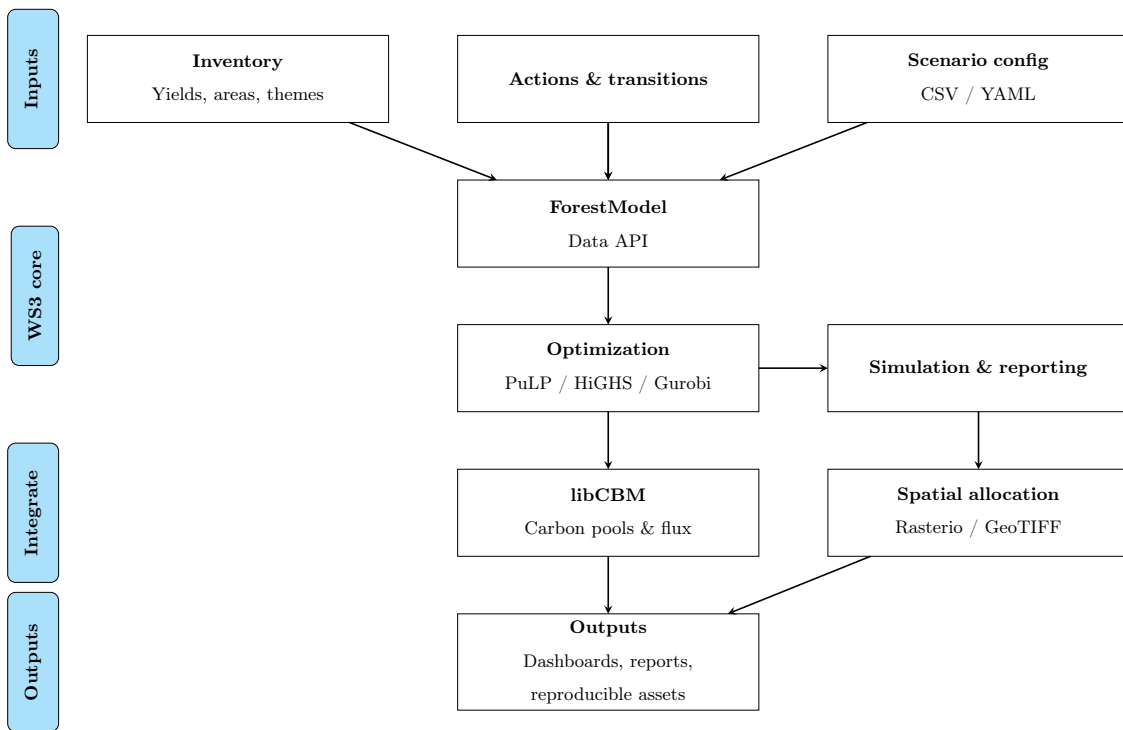 Inputs
Inventory
Yields, areas, themes
Actions & transitions
Scenario config
CSV / YAML
WS3 core
ForestModel
Data API
Optimization
PuLP / HiGHS / Gurobi
Simulation & reporting
Integrate
libCBM
Carbon pools & flux
Spatial allocation
Rasterio / GeoTIFF
Outputs
Outputs
Dashboards, reports,
reproducible assets